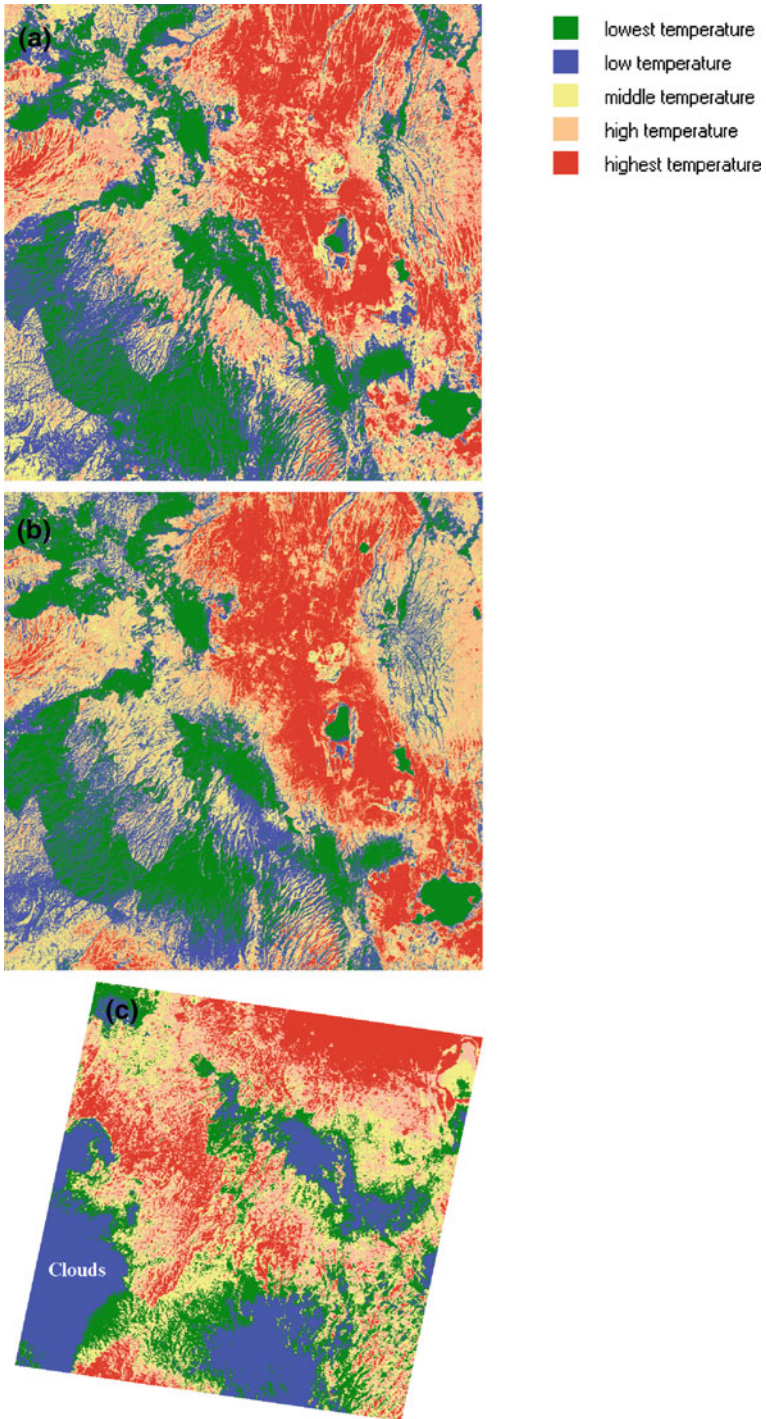 (a)
lowest temperature
low temperature
middle temperature
high temperature
highest temperature
(b)
(c)
Clouds